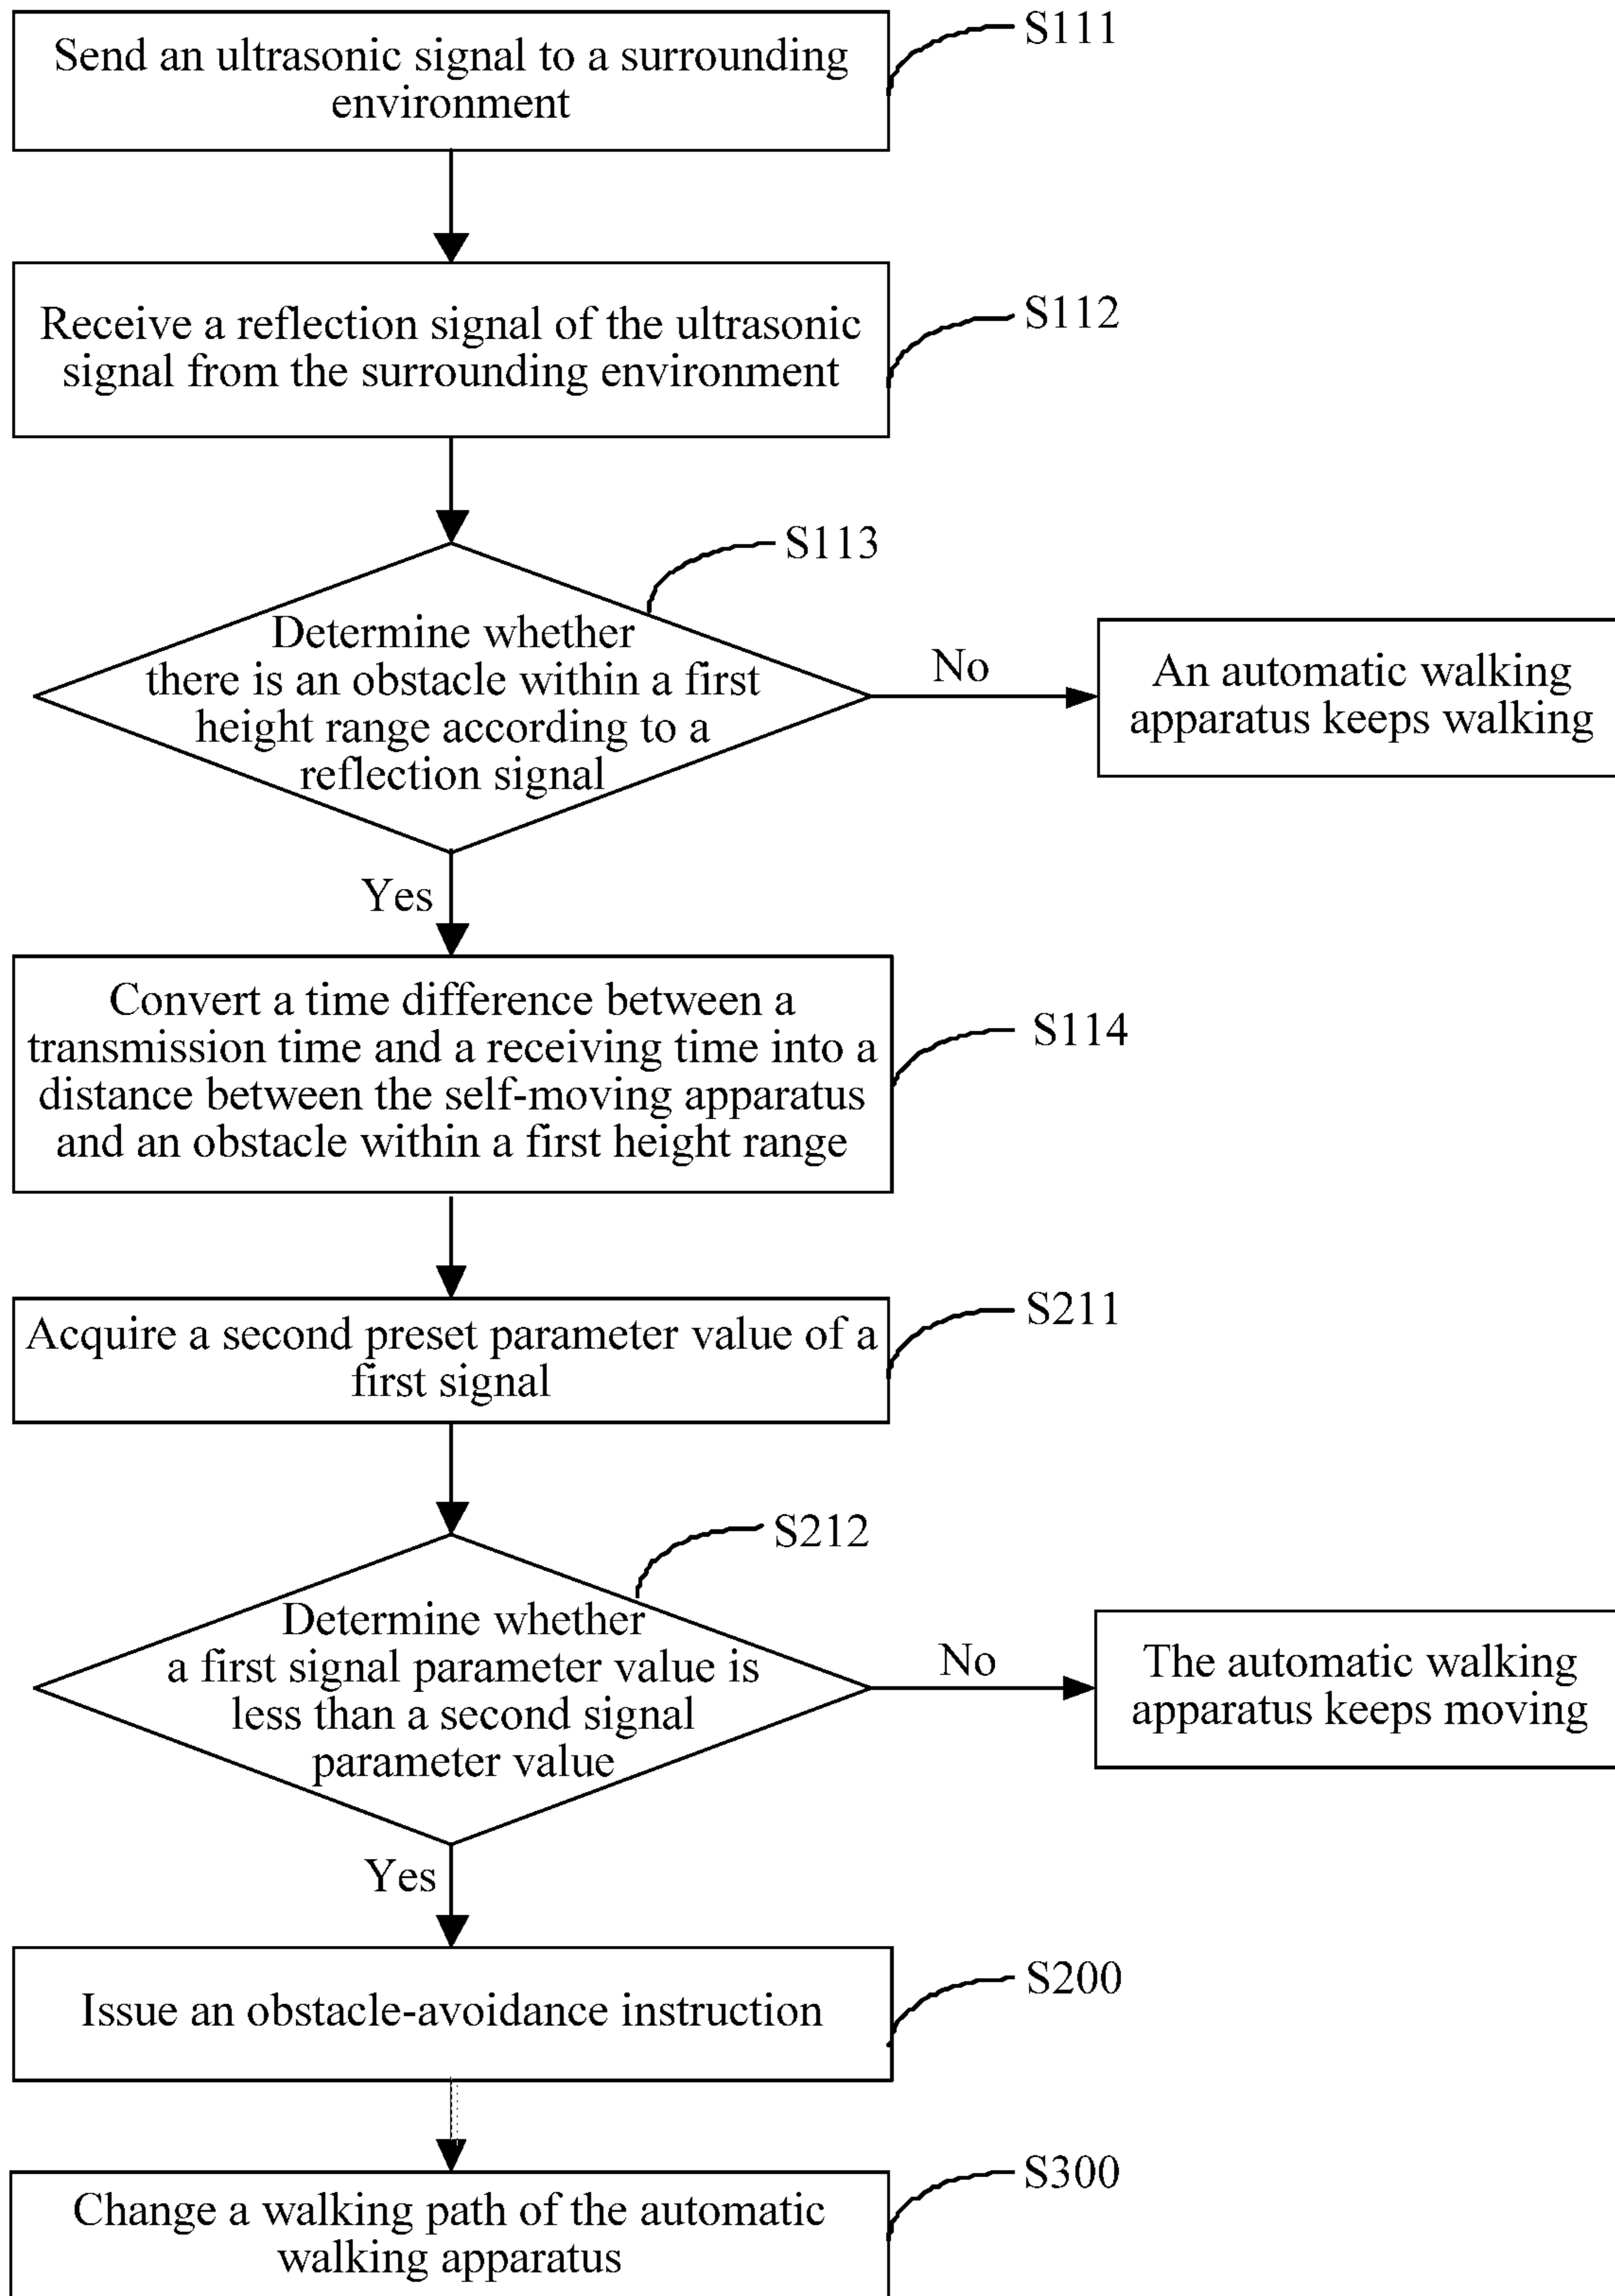 Send an ultrasonic signal to a surrounding
environment
S111
Receive a reflection signal of the ultrasonic
signal from the surrounding environment
S112
S113
Determine whether
there is an obstacle within a first
height range according to a
reflection signal
No
An automatic walking
apparatus keeps walking
Yes
Convert a time difference between a
transmission time and a receiving time into a
distance between the self-moving apparatus
and an obstacle within a first height range
S114
Acquire a second preset parameter value of a
first signal
S211
S212
Determine whether
a first signal parameter value is
less than a second signal
parameter value
No
The automatic walking
apparatus keeps moving
Yes
Issue an obstacle-avoidance instruction
S200
Change a walking path of the automatic
walking apparatus
S300